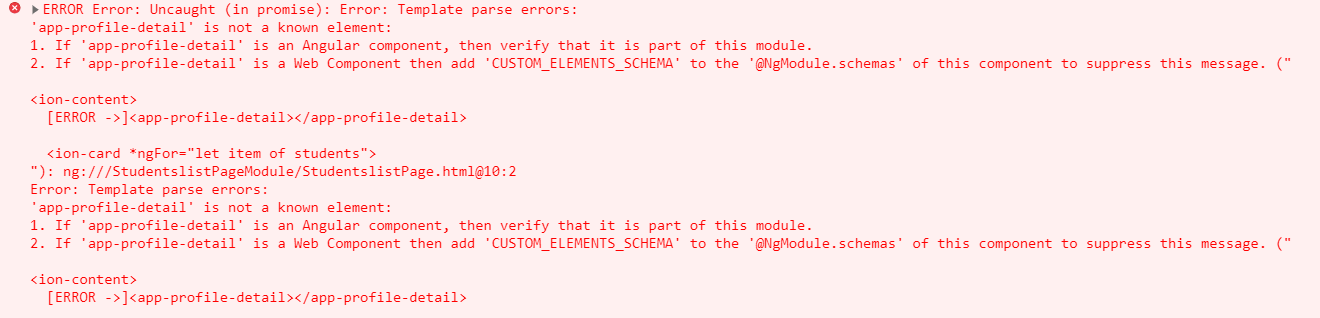 ERROR Error: Uncaught (in promise): Error: Template parse errors:
'app-profile-detail' is not a known element:
1. If 'app-profile-detail' is an Angular component, then verify that it is part of this module.
2. If 'app-profile-detail' is a Web Component then add 'CUSTOM_ELEMENTS_SCHEMA' to the '@NgModule.schemas' of this component to suppress this message. ("
<ion-content>
[ERROR ->]<app-profile-detail></app-profile-detail>
<ion-card *ngFor="let item of students">
"): ng:///StudentslistPageModule/StudentslistPage.html@10:2
Error: Template parse errors:
'app-profile-detail' is not a known element:
1. If 'app-profile-detail' is an Angular component, then verify that it is part of this module.
2. If 'app-profile-detail' is a Web Component then add 'CUSTOM_ELEMENTS_SCHEMA' to the '@NgModule.schemas' of this component to suppress this message. ("
<ion-content>
[ERROR ->]<app-profile-detail></app-profile-detail>